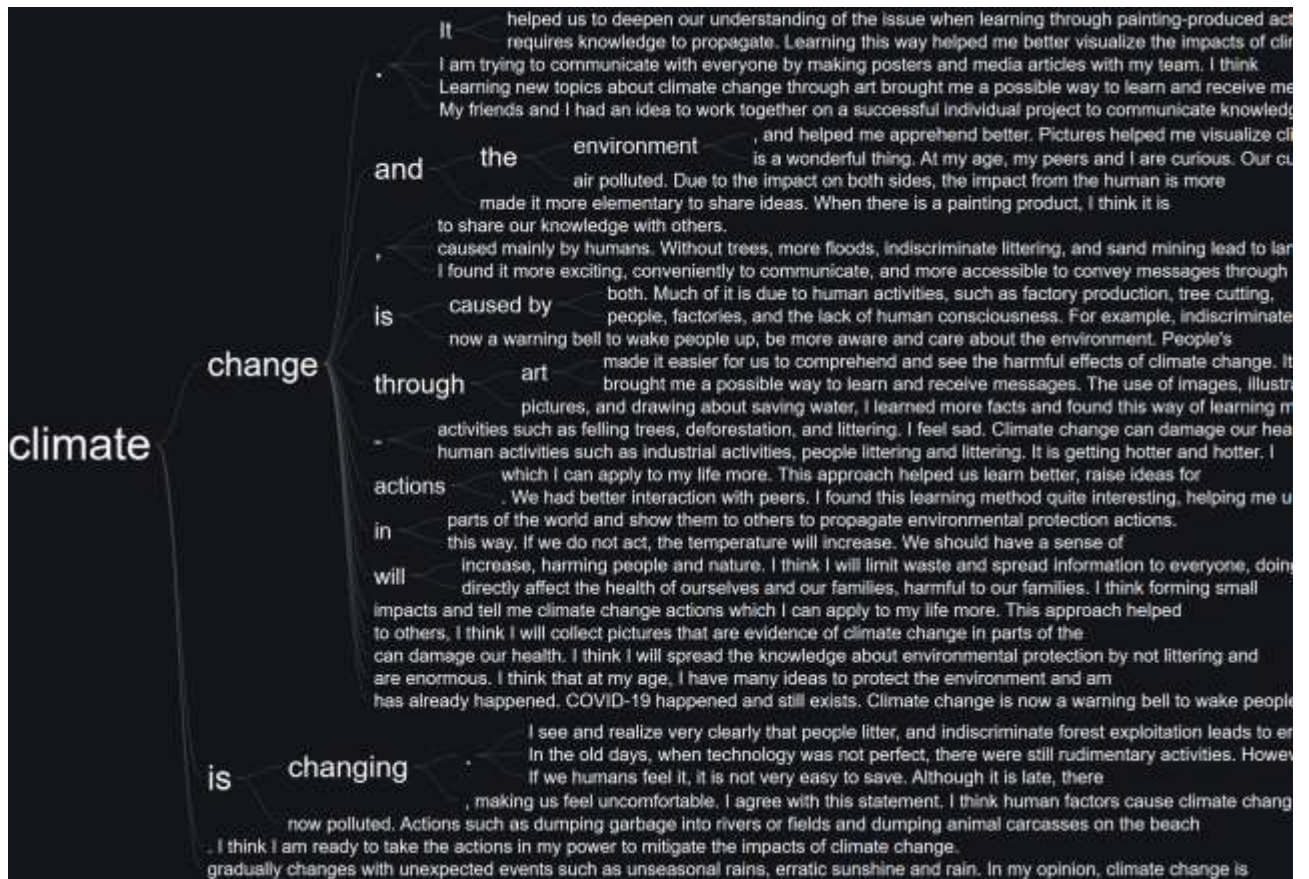 helped us to deepen our understanding of the issue when learning through painting-produced act
It
requires knowledge to propagate. Learning this way helped me better visualize the impacts of clir
.
I am trying to communicate with everyone by making posters and media articles with my team. I think
Learning new topics about climate change through art brought me a possible way to learn and receive me
My friends and I had an idea to work together on a successful individual project to communicate knowledg
, and helped me apprehend better. Pictures helped me visualize cli
environment
and the
is a wonderful thing. At my age, my peers and I are curious. Our cu
air polluted. Due to the impact on both sides, the impact from the human is more
made it more elementary to share ideas. When there is a painting product, I think it is
to share our knowledge with others.
,
caused mainly by humans. Without trees, more floods, indiscriminate littering, and sand mining lead to lan
I found it more exciting, conveniently to communicate, and more accessible to convey messages through
both. Much of it is due to human activities, such as factory production, tree cutting,
is caused by
people, factories, and the lack of human consciousness. For example, indiscriminate
now a warning bell to wake people up, be more aware and care about the environment. People's
change
made it easier for us to comprehend and see the harmful effects of climate change. It
through art
brought me a possible way to learn and receive messages. The use of images, illustra
pictures, and drawing about saving water, I learned more facts and found this way of learning m
climate
activities such as felling trees, deforestation, and littering. I feel sad. Climate change can damage our hea
-
human activities such as industrial activities, people littering and littering. It is getting hotter and hotter. I
which I can apply to my life more. This approach helped us learn better, raise ideas for
actions
. We had better interaction with peers. I found this learning method quite interesting, helping me u
parts of the world and show them to others to propagate environmental protection actions.
in
this way. If we do not act, the temperature will increase. We should have a sense of
increase, harming people and nature. I think I will limit waste and spread information to everyone, doing
will
directly affect the health of ourselves and our families, harmful to our families. I think forming small
impacts and tell me climate change actions which I can apply to my life more. This approach helped
to others, I think I will collect pictures that are evidence of climate change in parts of the
can damage our health. I think I will spread the knowledge about environmental protection by not littering and
are enormous. I think that at my age, I have many ideas to protect the environment and am
has already happened. COVID-19 happened and still exists. Climate change is now a warning bell to wake people
I see and realize very clearly that people litter, and indiscriminate forest exploitation leads to er
is changing .
In the old days, when technology was not perfect, there were still rudimentary activities. Howev
If we humans feel it, it is not very easy to save. Although it is late, there
, making us feel uncomfortable. I agree with this statement. I think human factors cause climate chang
now polluted. Actions such as dumping garbage into rivers or fields and dumping animal carcasses on the beach
. I think I am ready to take the actions in my power to mitigate the impacts of climate change.
gradually changes with unexpected events such as unseasonal rains, erratic sunshine and rain. In my opinion, climate change is